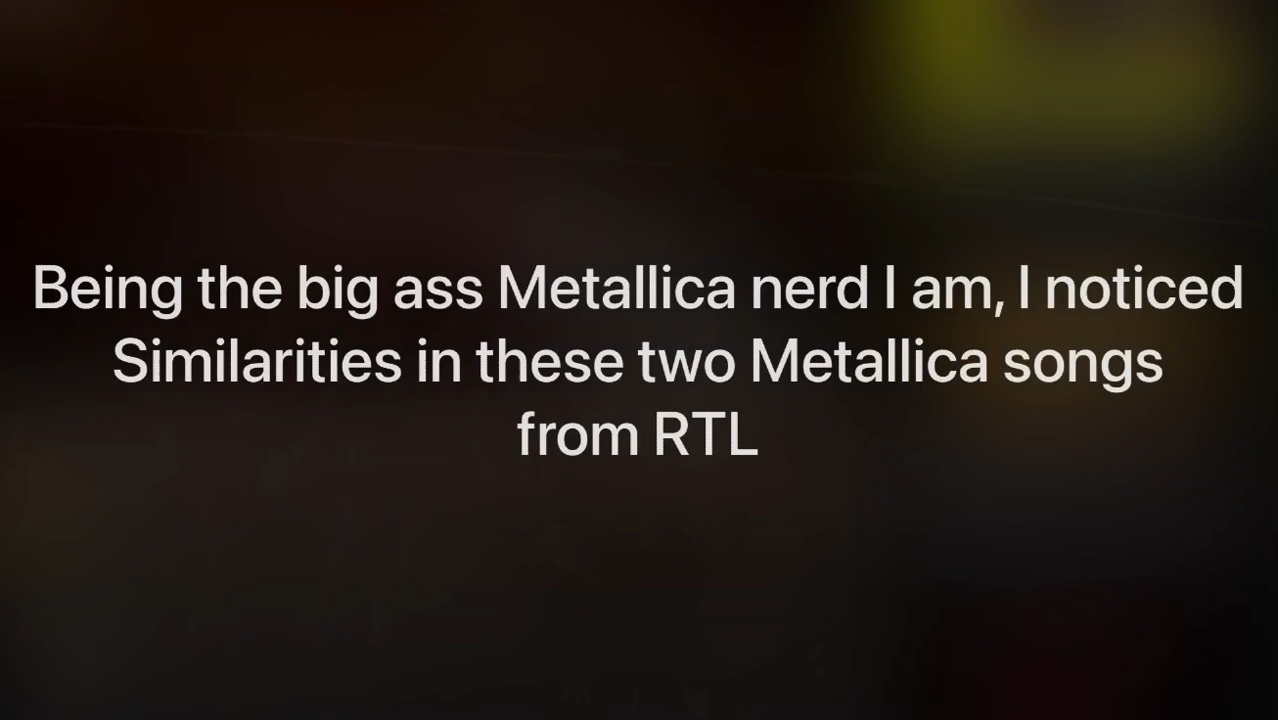 Being the big ass Metallica nerd I am, I noticed
Similarities in these two Metallica songs
from RTL